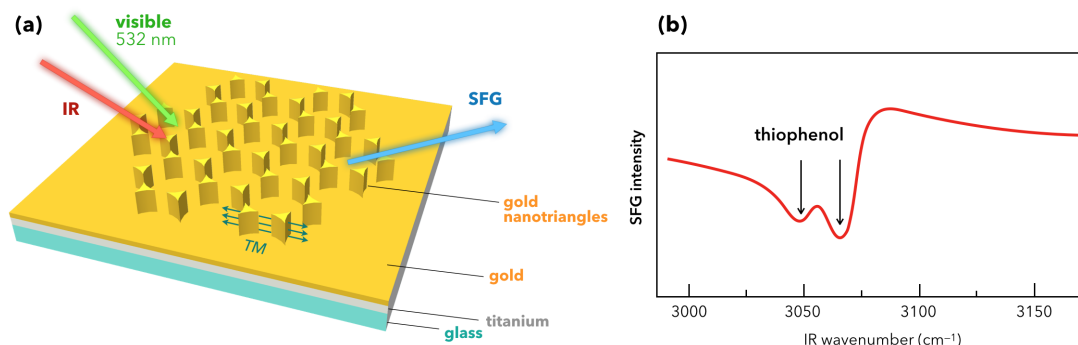 (a)
visible
532 nm
IR
SFG
gold
nanotriangles
TM
gold
titanium
glass
(b)
SFG intensity
thiophenol
3000 3050 3100 3150
IR wavenumber (cm⁻¹)